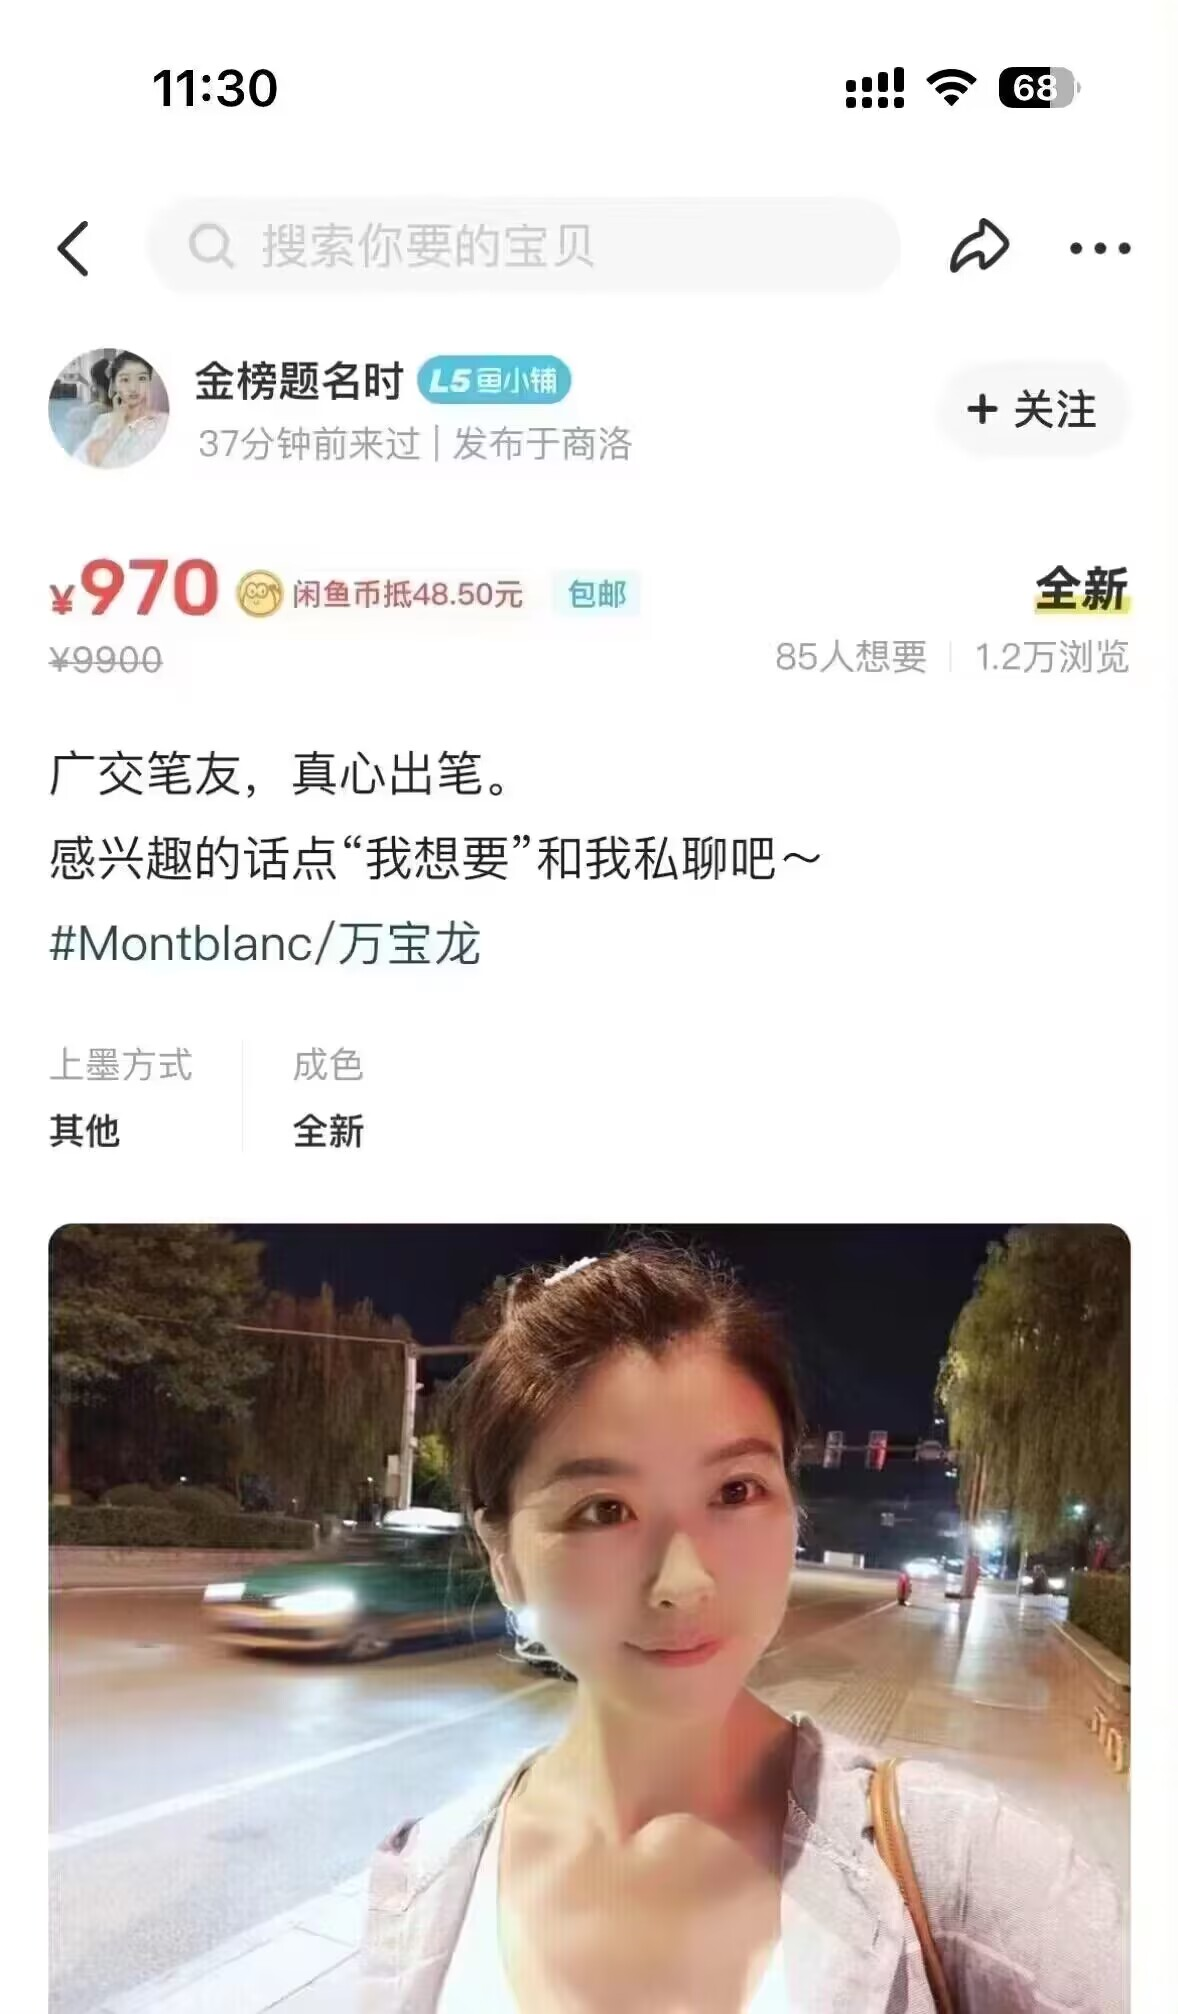 11:30
68
搜索你要的宝贝
金榜题名时 L5鱼小铺
37分钟前来过 | 发布于商洛
+ 关注
¥970 闲鱼币抵48.50元 包邮 全新
¥9900 85人想要 | 1.2万浏览
广交笔友，真心出笔。
感兴趣的话点“我想要”和我私聊吧～
#Montblanc/万宝龙
上墨方式 成色
其他 全新